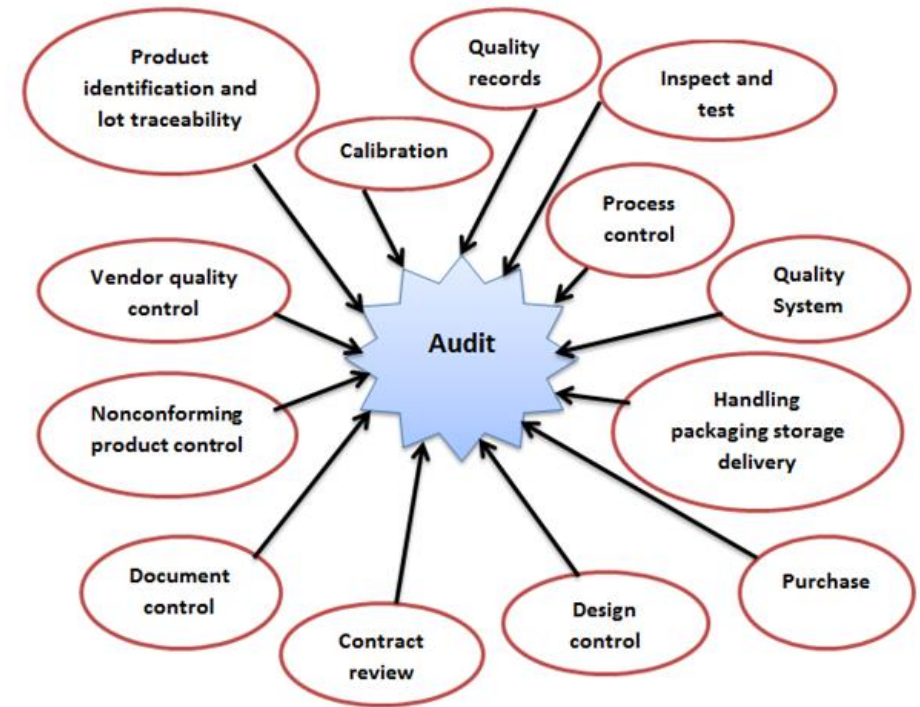 Product
identification and
lot traceability
Quality
records
Inspect and
test
Calibration
Process
control
Vendor quality
control
Quality
System
Audit
Nonconforming
product control
Handling
packaging storage
delivery
Document
control
Contract
review
Design
control
Purchase